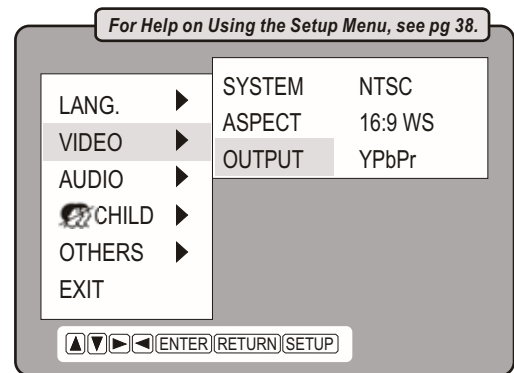 For Help on Using the Setup Menu, see pg 38.
LANG.
VIDEO
AUDIO
CHILD
OTHERS
EXIT
SYSTEM NTSC
ASPECT 16:9 WS
OUTPUT YPbPr
ENTER RETURN SETUP